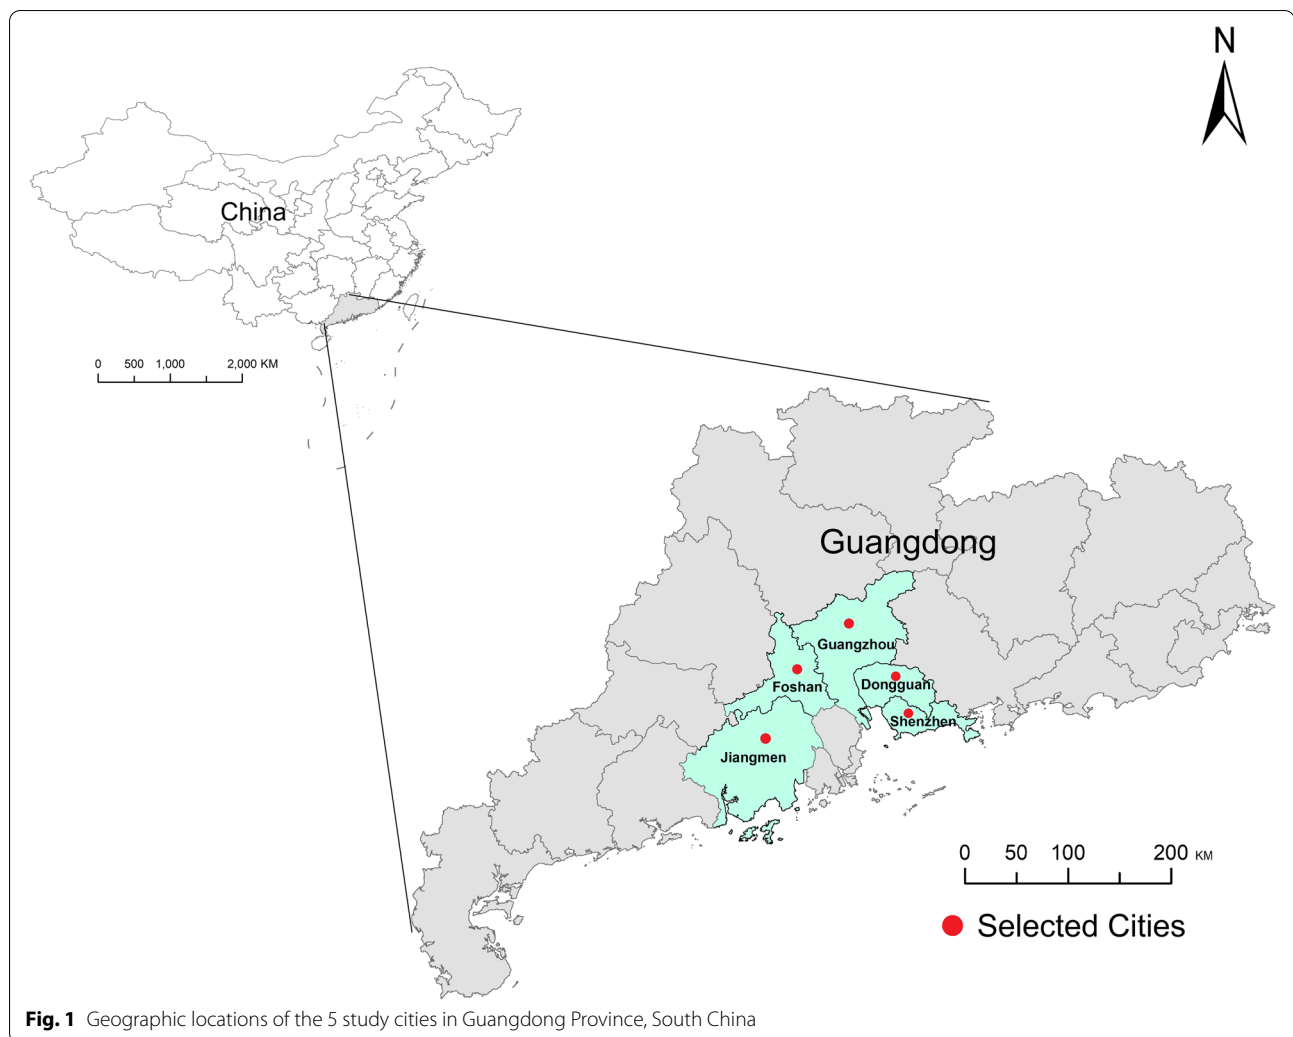 N
China
0 500 1,000 2,000 KM
Guangdong
Guangzhou
Foshan
Dongguan
Shenzhen
Jiangmen
0 50 100 200 KM
Selected Cities
Fig. 1 Geographic locations of the 5 study cities in Guangdong Province, South China